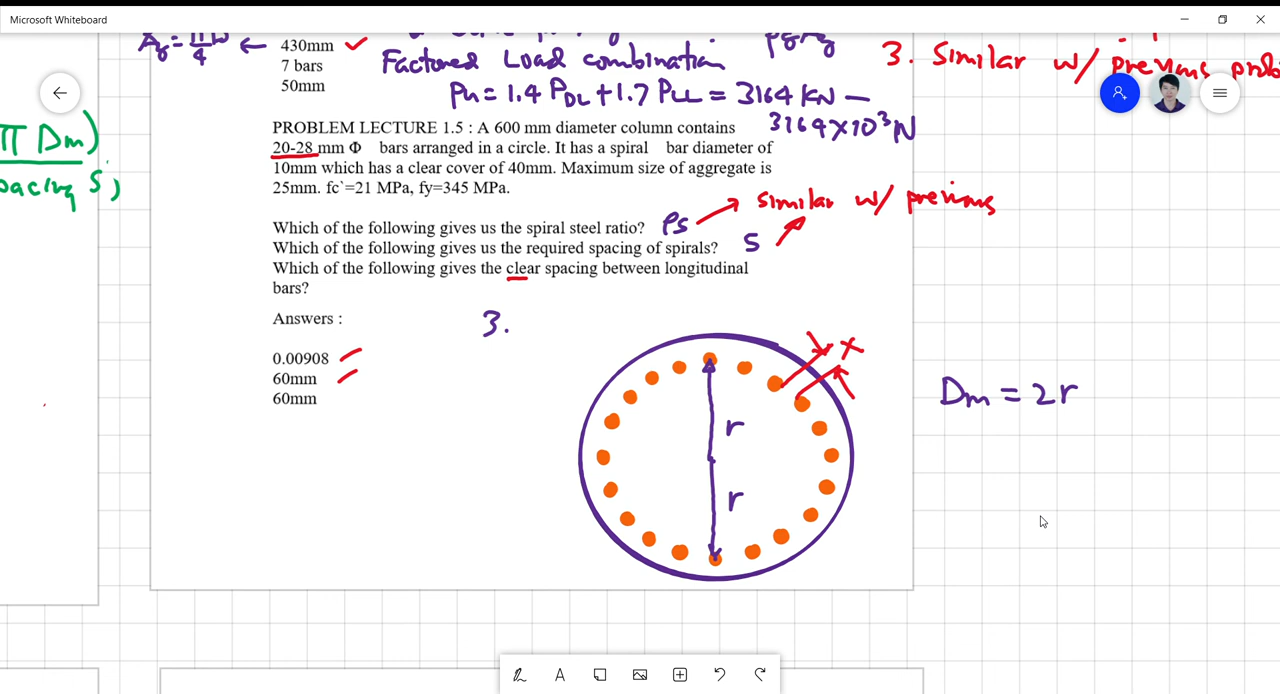 Microsoft Whiteboard
430mm
7 bars
50mm
Factored Load combination
Pu = 1.4 PDL + 1.7 PLL = 3164 KN —
3164 x 10³ N
3. Similar w/ previous
π Dm)
spacing S)
PROBLEM LECTURE 1.5 : A 600 mm diameter column contains
20-28 mm Φ bars arranged in a circle. It has a spiral bar diameter of
10mm which has a clear cover of 40mm. Maximum size of aggregate is
25mm. fc`=21 MPa, fy=345 MPa.
Which of the following gives us the spiral steel ratio? ρs
similar w/ previous
Which of the following gives us the required spacing of spirals? S
Which of the following gives the clear spacing between longitudinal
bars?
Answers :
3.
0.00908
60mm
60mm
x
r
r
Dm = 2r